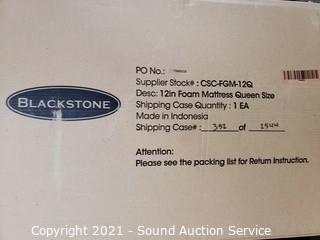 PO No.:
Supplier Stock# : CSC-FGM-12Q
Desc: 12in Foam Mattress Queen Size
Shipping Case Quantity : 1 EA
Made in Indonesia
Shipping Case# : 392 of 2544
BLACKSTONE
Attention:
Please see the packing list for Return Instruction.
Copyright 2021 - Sound Auction Service